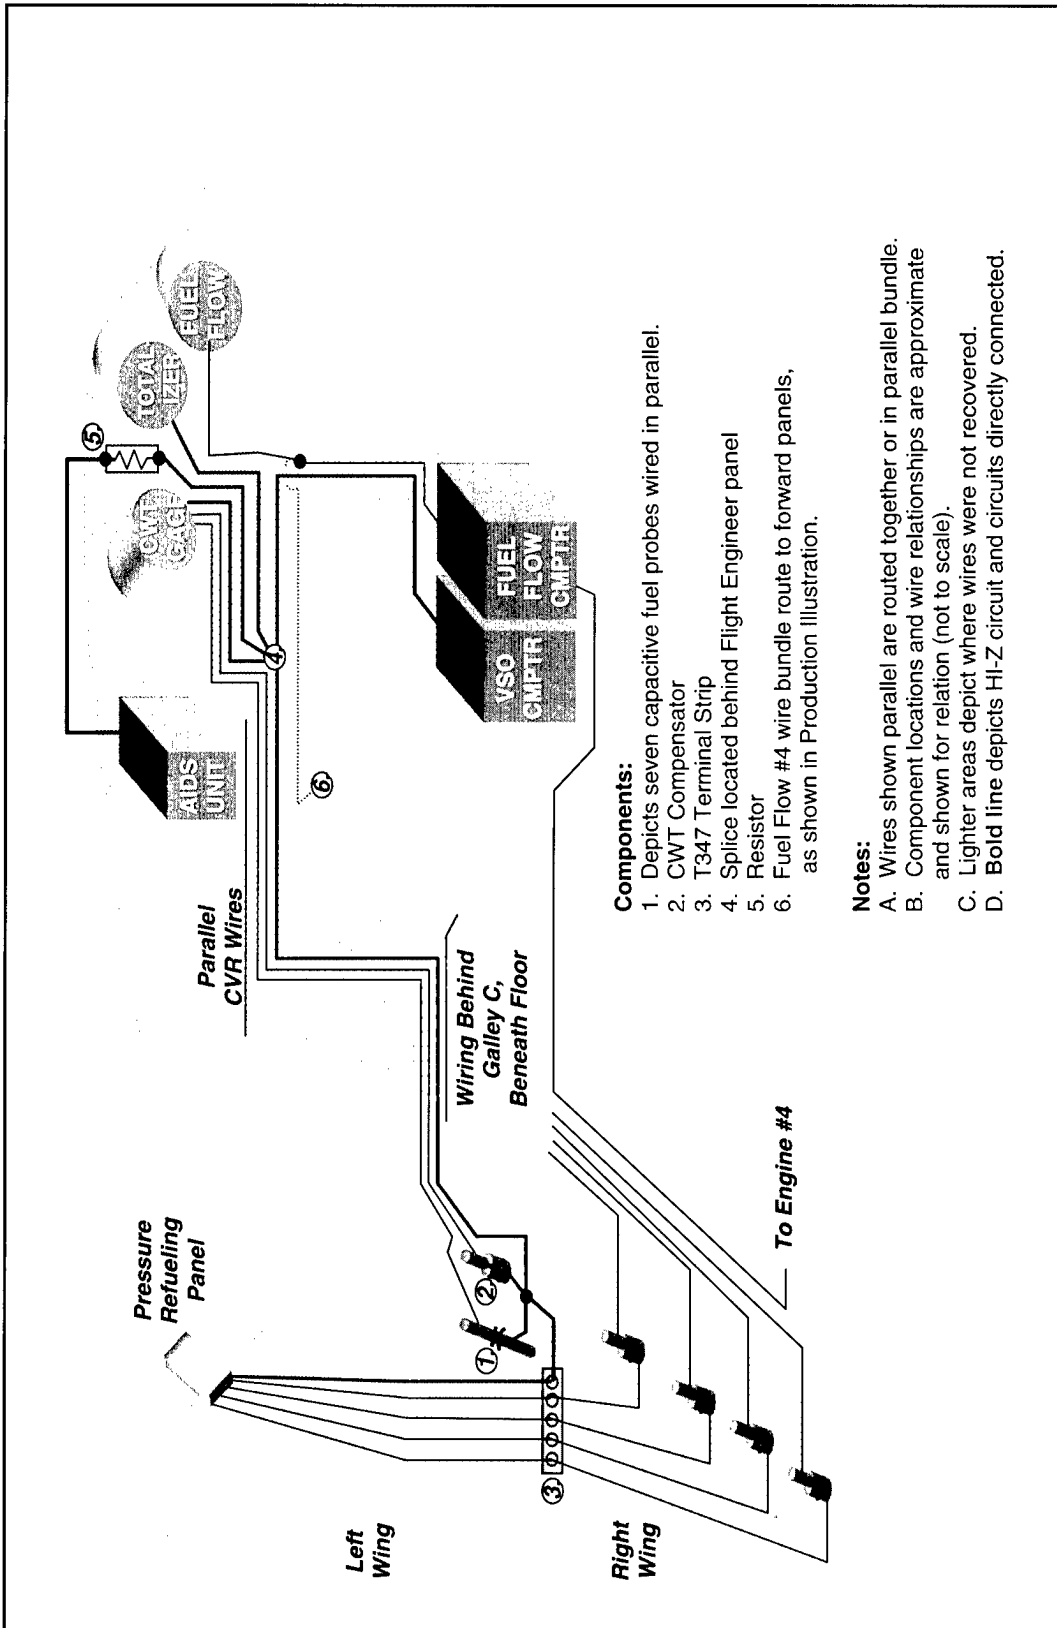 Pressure
Refueling
Panel
Left
Wing
Right
Wing
Parallel
CVR Wires
Wiring Behind
Galley C,
Beneath Floor
To Engine #4
AIDS
UNIT
CWT
GAGE
TOTAL
IZER
FUEL
FLOW
VSO
CMPTR
FUEL
FLOW
CMPTR
1
2
3
4
5
6
Components:
1. Depicts seven capacitive fuel probes wired in parallel.
2. CWT Compensator
3. T347 Terminal Strip
4. Splice located behind Flight Engineer panel
5. Resistor
6. Fuel Flow #4 wire bundle route to forward panels,
as shown in Production Illustration.
Notes:
A. Wires shown parallel are routed together or in parallel bundle.
B. Component locations and wire relationships are approximate
and shown for relation (not to scale).
C. Lighter areas depict where wires were not recovered.
D. Bold line depicts HI-Z circuit and circuits directly connected.